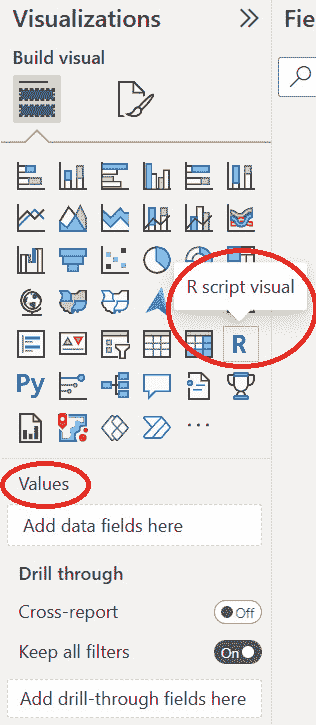 Visualizations
Fie
Build visual
R script visual
R
Py
Values
Add data fields here
Drill through
Cross-report
Off
Keep all filters
On
Add drill-through fields here